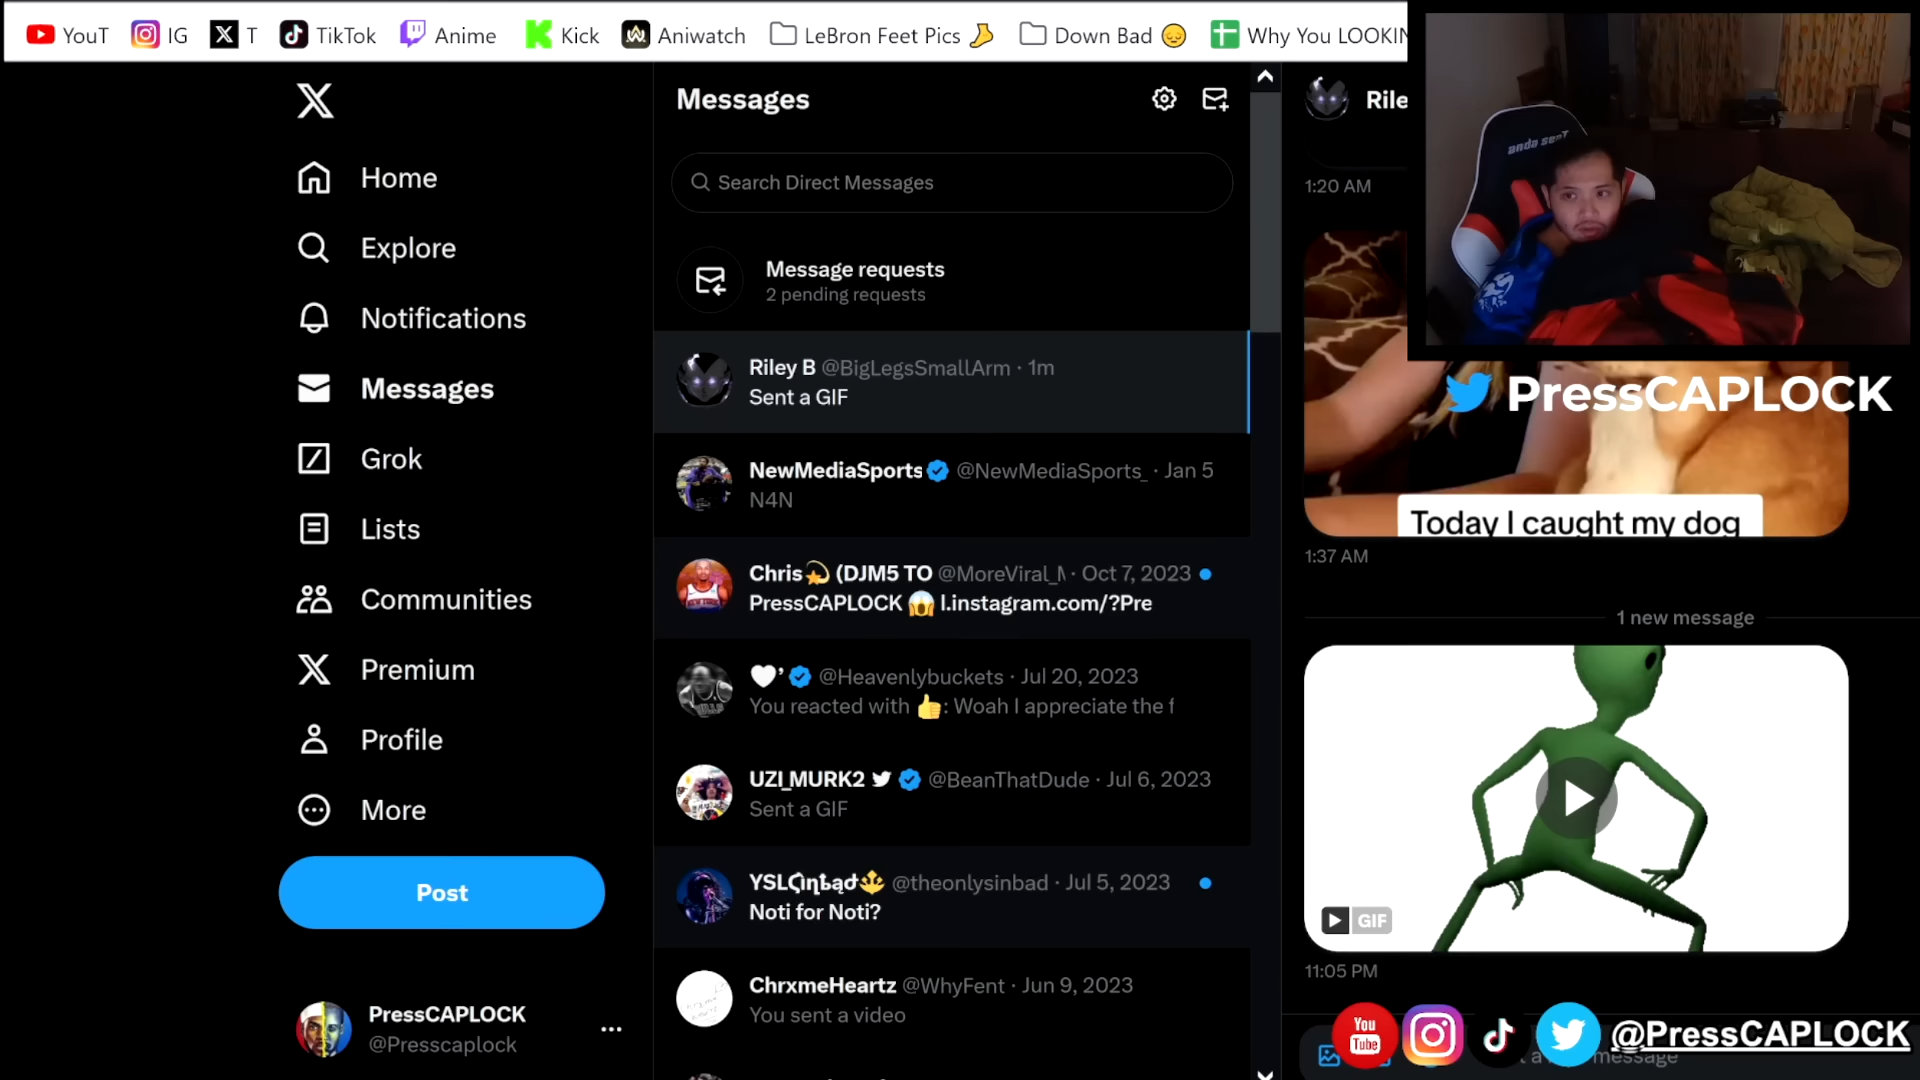 YouT IG T TikTok Anime Kick Aniwatch LeBron Feet Pics 🦶 Down Bad 😞 Why You LOOKIN
Home
Explore
Notifications
Messages
Grok
Lists
Communities
Premium
Profile
More
Post
PressCAPLOCK
@Presscaplock
Messages
Search Direct Messages
Message requests
2 pending requests
Riley B @BigLegsSmallArm · 1m
Sent a GIF
NewMediaSports @NewMediaSports_ · Jan 5
N4N
Chris💫 (DJM5 TO @MoreViral_ · Oct 7, 2023
PressCAPLOCK 😱 l.instagram.com/?Pre
🤍’ @Heavenlybuckets · Jul 20, 2023
You reacted with 👍: Woah I appreciate the f
UZI_MURK2 @BeanThatDude · Jul 6, 2023
Sent a GIF
@theonlysinbad · Jul 5, 2023
Noti for Noti?
ChrxmeHeartz @WhyFent · Jun 9, 2023
You sent a video
Rile
1:20 AM
anda seaT
PressCAPLOCK
Today I caught my dog
1:37 AM
1 new message
GIF
11:05 PM
You
Tube
@PressCAPLOCK
message